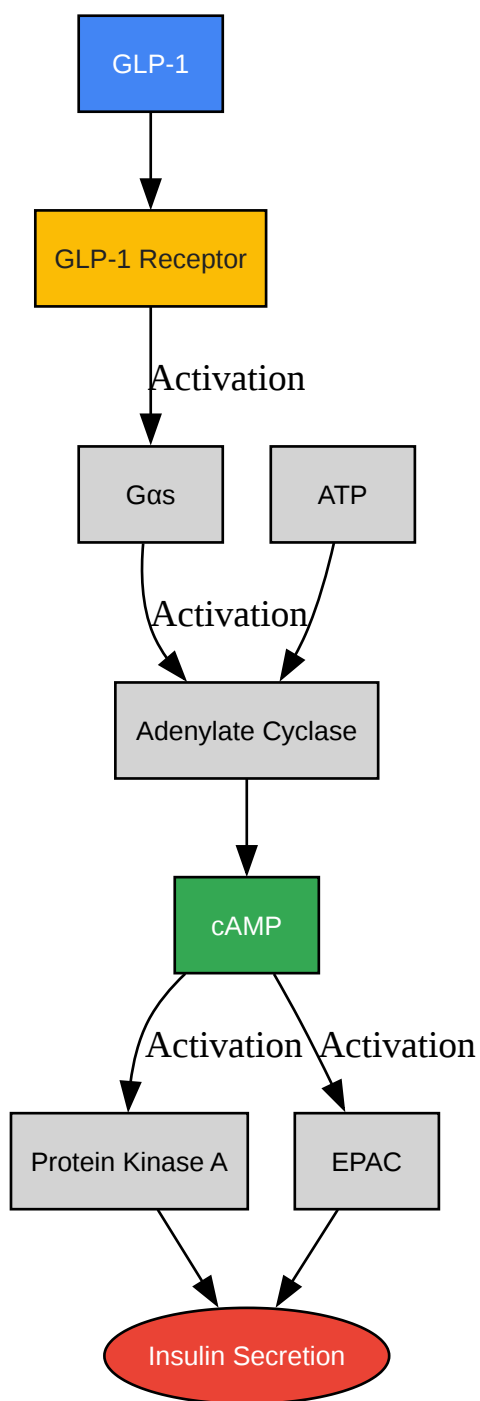 GLP-1
GLP-1 Receptor
Activation
Gαs
ATP
Activation
Adenylate Cyclase
cAMP
Activation
Activation
Protein Kinase A
EPAC
Insulin Secretion